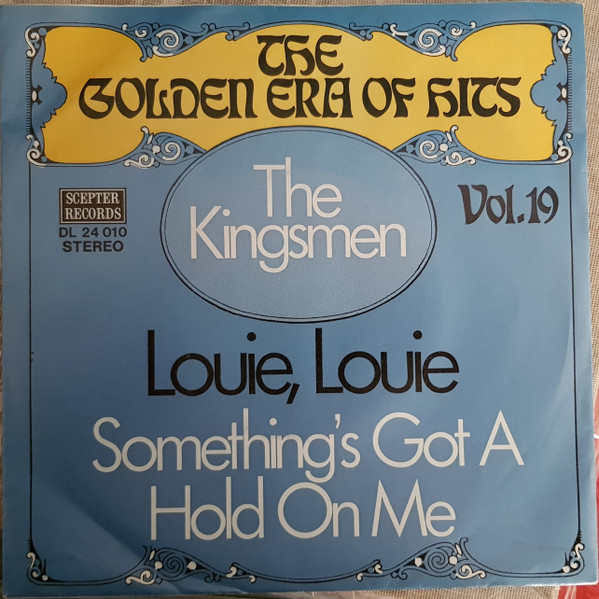 THE
GOLDEN ERA OF HITS
The
Kingsmen
SCEPTER
RECORDS
DL 24 010
STEREO
Vol.19
Louie, Louie
Something's Got A
Hold On Me